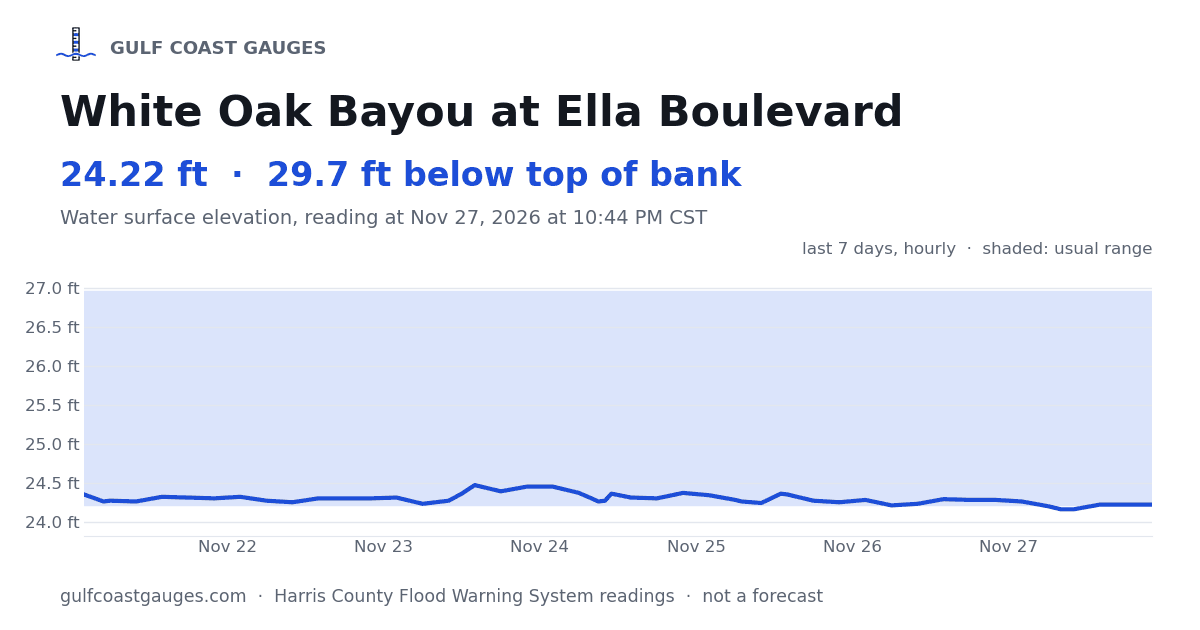 GULF COAST GAUGES
White Oak Bayou at Ella Boulevard
24.22 ft · 29.7 ft below top of bank
Water surface elevation, reading at Nov 27, 2026 at 10:44 PM CST
last 7 days, hourly · shaded: usual range
27.0 ft
26.5 ft
26.0 ft
25.5 ft
25.0 ft
24.5 ft
24.0 ft
Nov 22 Nov 23 Nov 24 Nov 25 Nov 26 Nov 27
gulfcoastgauges.com · Harris County Flood Warning System readings · not a forecast